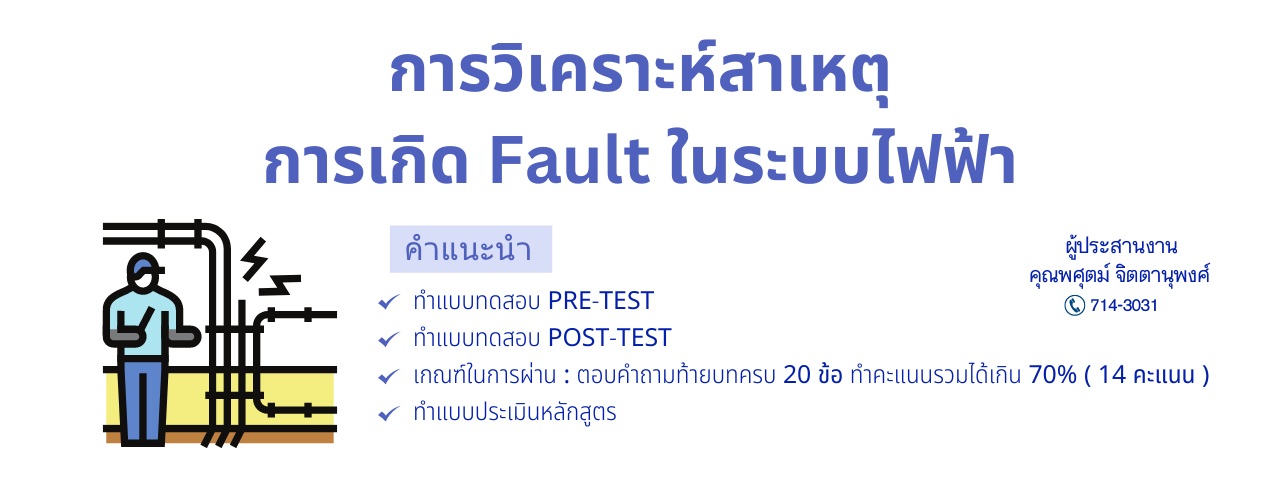 การวิเคราะห์สาเหตุ
การเกิด Fault ในระบบไฟฟ้า
คำแนะนำ
ทำแบบทดสอบ PRE-TEST
ทำแบบทดสอบ POST-TEST
เกณฑ์ในการผ่าน : ตอบคำถามท้ายบทครบ 20 ข้อ ทำคะแนนรวมได้เกิน 70% ( 14 คะแนน )
ทำแบบประเมินหลักสูตร
ผู้ประสานงาน
คุณพศุตม์ จิตตานุพงศ์
714-3031